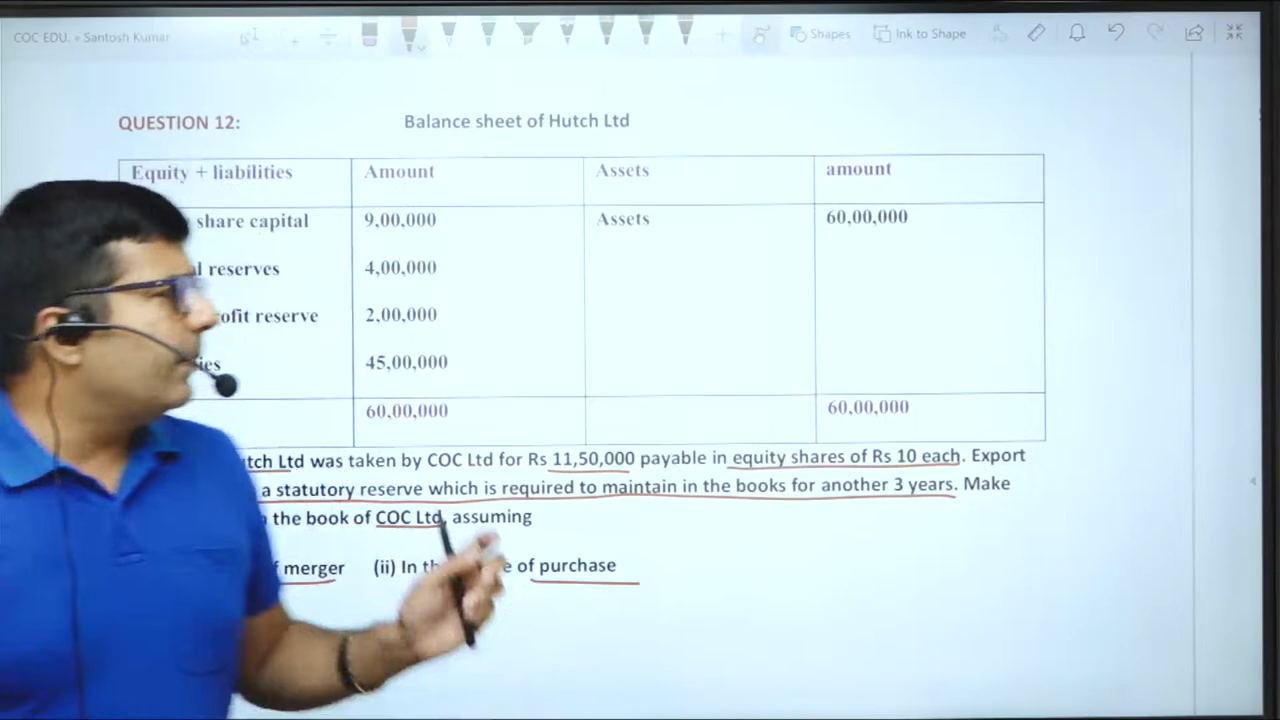 COC EDU. » Santosh Kumar
Shapes
Ink to Shape
QUESTION 12:
Balance sheet of Hutch Ltd
Equity + liabilities Amount Assets amount
share capital 9,00,000 Assets 60,00,000
reserves 4,00,000
ofit reserve 2,00,000
ies 45,00,000
60,00,000 60,00,000
tch Ltd was taken by COC Ltd for Rs 11,50,000 payable in equity shares of Rs 10 each. Export
a statutory reserve which is required to maintain in the books for another 3 years. Make
the book of COC Ltd, assuming
merger (ii) In th e of purchase